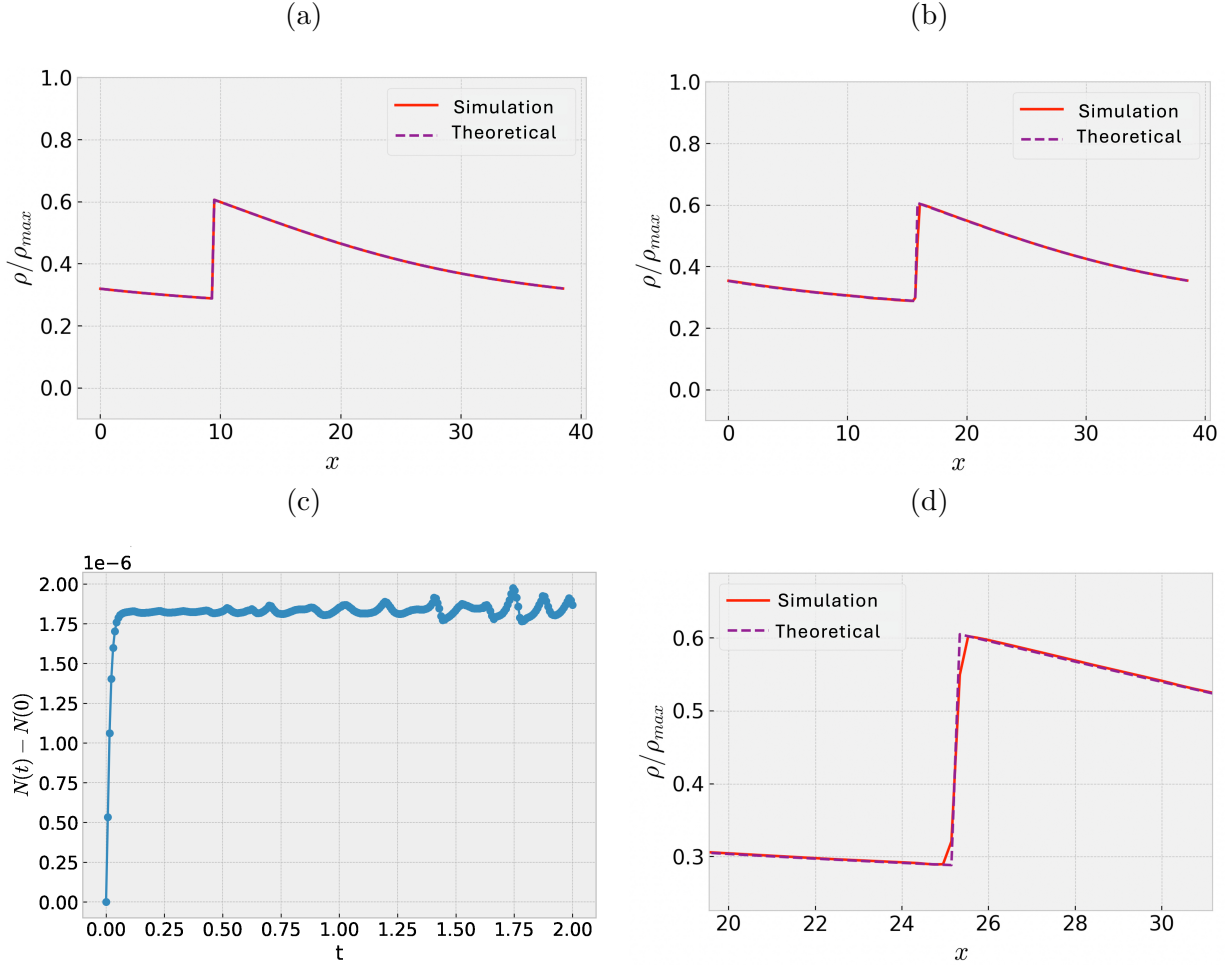 (a)
1.0
0.8
0.6
0.4
0.2
0.0
ρ/ρmax
Simulation
Theoretical
0 10 20 30 40
x
(b)
1.0
0.8
0.6
0.4
0.2
0.0
ρ/ρmax
Simulation
Theoretical
0 10 20 30 40
x
(c)
1e−6
2.00
1.75
1.50
1.25
1.00
0.75
0.50
0.25
0.00
N(t) − N(0)
0.00 0.25 0.50 0.75 1.00 1.25 1.50 1.75 2.00
t
(d)
Simulation
Theoretical
0.6
0.5
0.4
0.3
ρ/ρmax
20 22 24 26 28 30
x